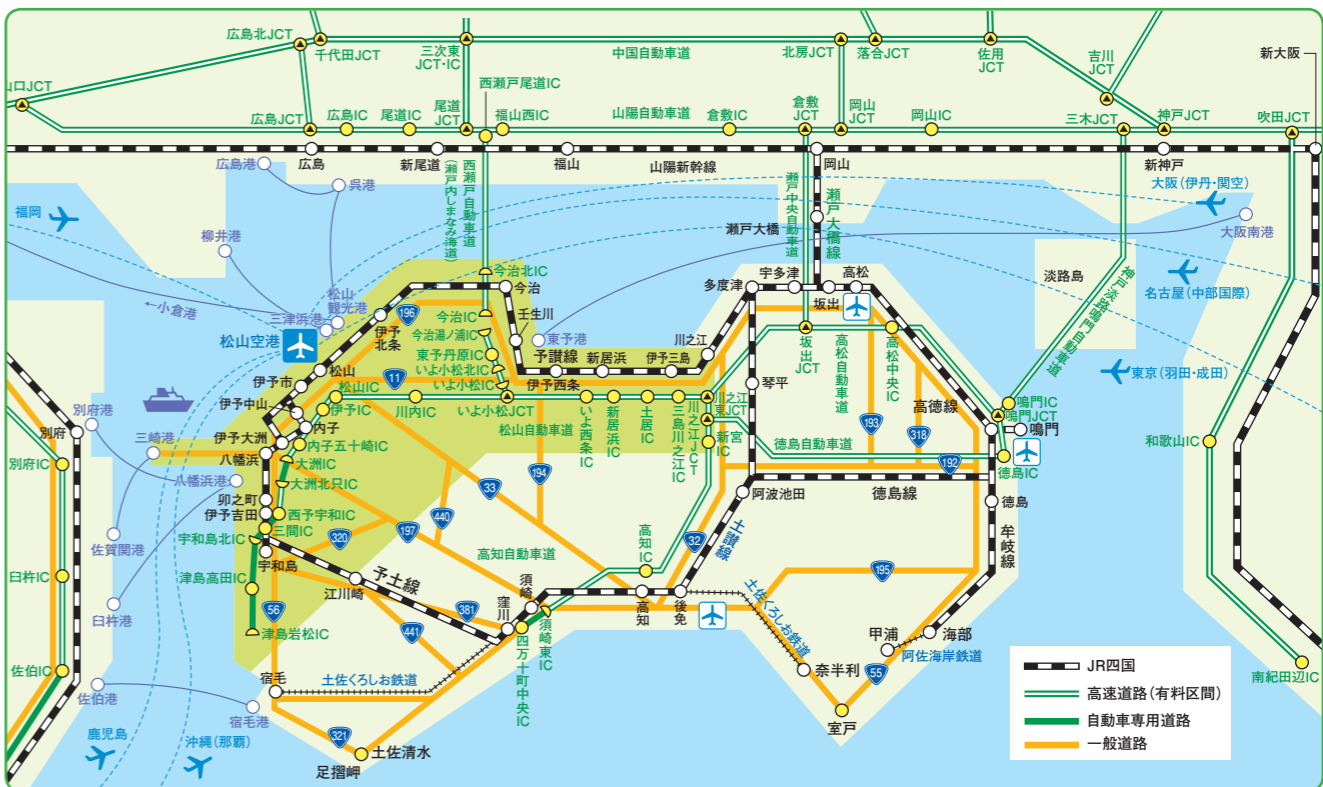 広島北JCT
千代田JCT
三次東
JCT・IC
中国自動車道
北房JCT
落合JCT
佐用
JCT
吉川
JCT
新大阪
山口JCT
西瀬戸尾道IC
広島JCT
広島IC
尾道IC
尾道
JCT
福山西IC
山陽自動車道
倉敷IC
倉敷
JCT
岡山
JCT
岡山IC
三木JCT
神戸JCT
吹田JCT
広島
新尾道
福山
山陽新幹線
岡山
新神戸
広島港
呉港
西瀬戸自動車道
(瀬戸内しまなみ海道)
瀬戸中央自動車道
瀬戸大橋線
瀬戸大橋
大阪(伊丹・関空)
大阪南港
福岡
柳井港
←小倉港
松山
観光港
三津浜港
松山空港
今治北IC
今治
多度津
宇多津
高松
坂出
淡路島
神戸淡路鳴門自動車道
名古屋(中部国際)
196
伊予
北条
今治IC
今治湯ノ浦IC
壬生川
東予港
川之江
東予丹原IC
いよ小松北IC
いよ小松IC
予讃線
新居浜
伊予三島
伊予西条
坂出
JCT
高松自動車道
高松中央IC
東京(羽田・成田)
松山
伊予市
松山IC
11
伊予中山
伊予IC
川内IC
いよ小松JCT
松山自動車道
いよ西条IC
新居浜IC
土居IC
三島川之江IC
川之江
東JCT
川之江JCT
新宮IC
琴平
193
318
高徳線
鳴門IC
鳴門JCT
鳴門
別府港
別府
三崎港
伊予大洲
内子
内子五十崎IC
八幡浜
大洲IC
徳島自動車道
192
徳島IC
和歌山IC
別府IC
八幡浜港
大洲北只IC
194
33
阿波池田
徳島線
徳島
卯之町
伊予吉田
西予宇和IC
三間IC
440
197
320
佐賀関港
宇和島北IC
宇和島
高知自動車道
高知IC
32
土讃線
牟岐線
臼杵IC
津島高田IC
予土線
江川崎
須崎
195
臼杵港
56
381
441
窪川
須崎東IC
高知
後免
土佐くろしお鉄道
津島岩松IC
四万十町中央IC
甲浦
海部
阿佐海岸鉄道
佐伯IC
佐伯港
宿毛
土佐くろしお鉄道
奈半利
55
南紀田辺IC
宿毛港
室戸
鹿児島
沖縄(那覇)
321
土佐清水
足摺岬
JR四国
高速道路(有料区間)
自動車専用道路
一般道路